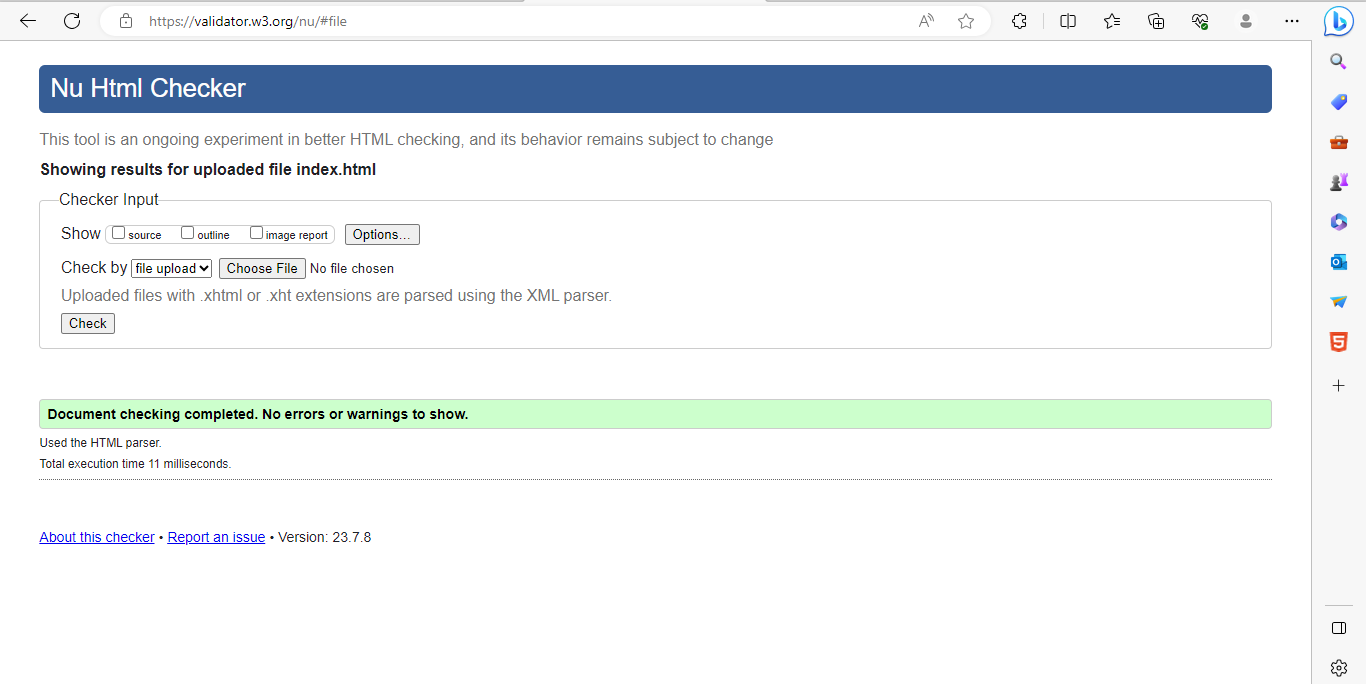 https://validator.w3.org/nu/#file
Nu Html Checker
This tool is an ongoing experiment in better HTML checking, and its behavior remains subject to change
Showing results for uploaded file index.html
Checker Input
Show source outline image report Options...
Check by file upload Choose File No file chosen
Uploaded files with .xhtml or .xht extensions are parsed using the XML parser.
Check
Document checking completed. No errors or warnings to show.
Used the HTML parser.
Total execution time 11 milliseconds.
About this checker • Report an issue • Version: 23.7.8